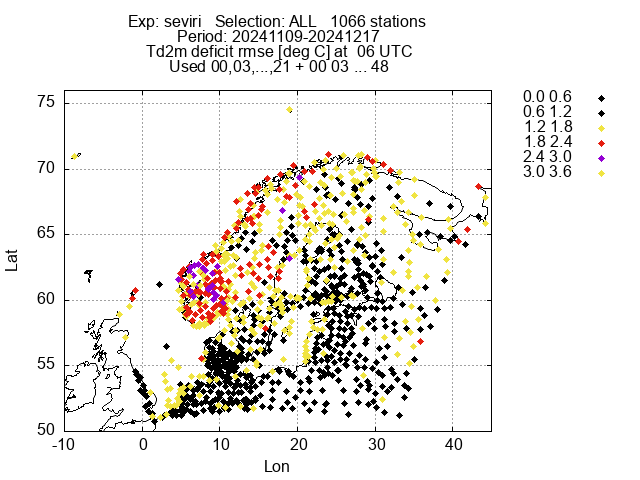 Exp: seviri   Selection: ALL   1066 stations
Period: 20241109-20241217
Td2m deficit rmse [deg C] at  06 UTC
Used 00,03,...,21 + 00 03 ... 48
0.0 0.6
0.6 1.2
1.2 1.8
1.8 2.4
2.4 3.0
3.0 3.6
75
70
65
60
55
50
Lat
-10 0 10 20 30 40
Lon